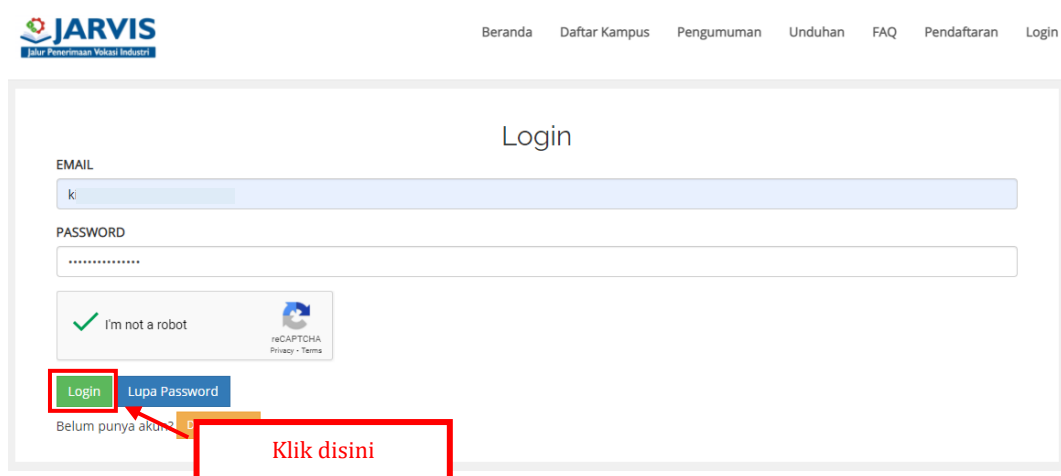 JARVIS
Jalur Penerimaan Vokasi Industri
Beranda Daftar Kampus Pengumuman Unduhan FAQ Pendaftaran Login
Login
EMAIL
PASSWORD
I'm not a robot
reCAPTCHA
Privacy - Terms
Login Lupa Password
Belum punya akun?
Klik disini